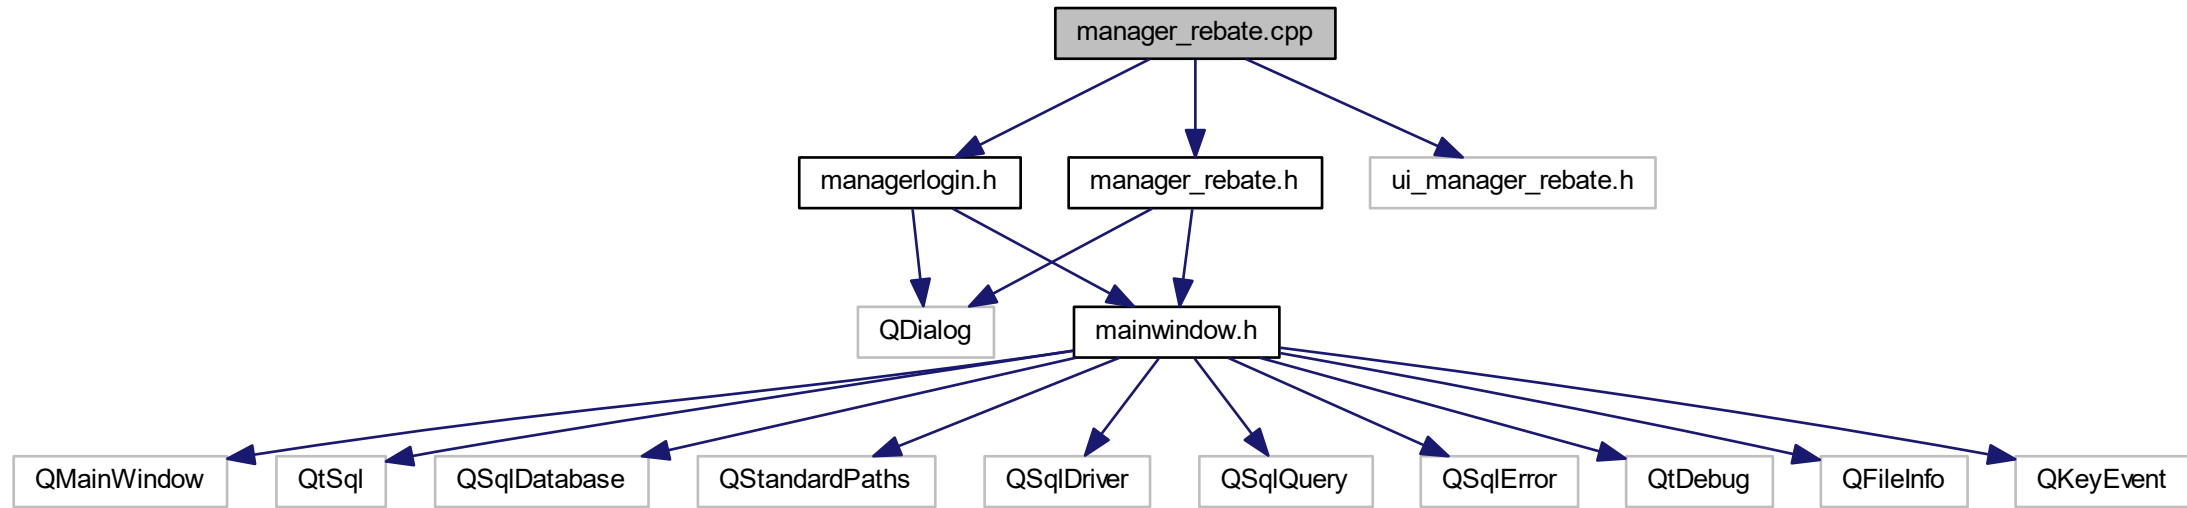 manager_rebate.cpp
managerlogin.h
manager_rebate.h
ui_manager_rebate.h
QDialog
mainwindow.h
QMainWindow
QtSql
QSqlDatabase
QStandardPaths
QSqlDriver
QSqlQuery
QSqlError
QtDebug
QFileInfo
QKeyEvent